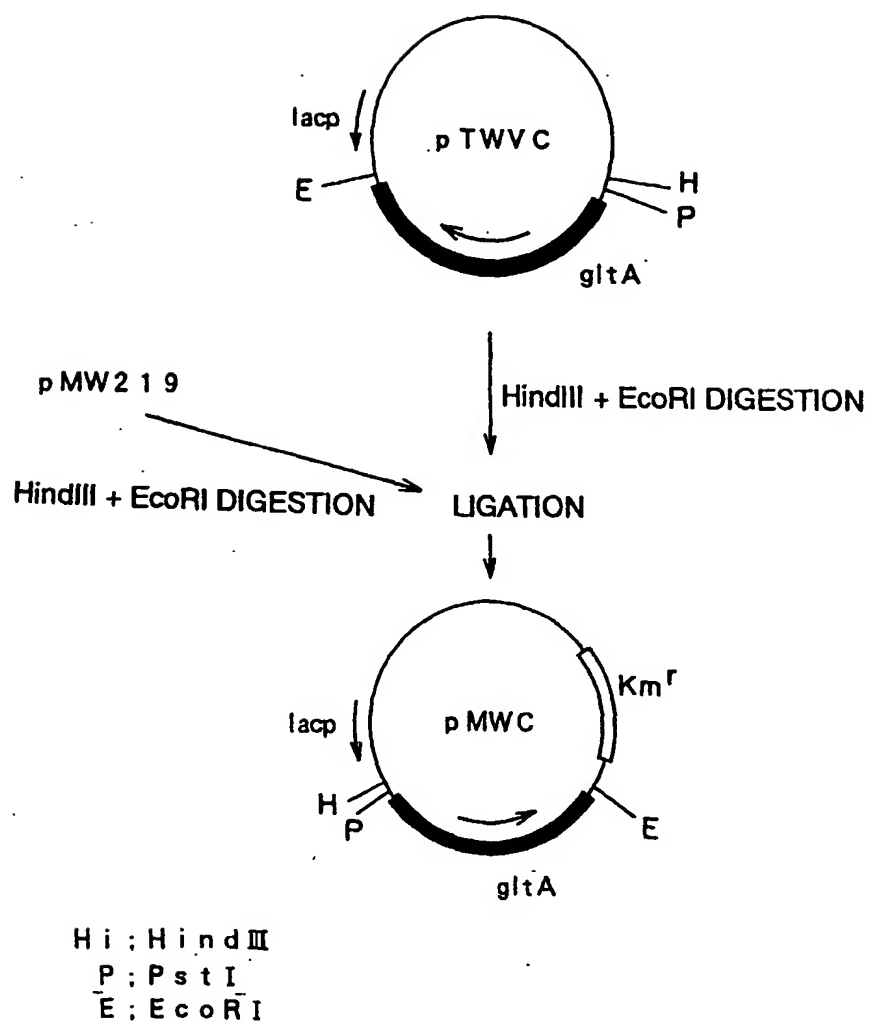 lacp
pTWVC
E
H
P
gltA
pMW219
HindIII + EcoRI DIGESTION
HindIII + EcoRI DIGESTION
LIGATION
Km r
lacp
pMWC
H
P
E
gltA
Hi ; HindⅢ
P ; PstI
E ; EcoRI